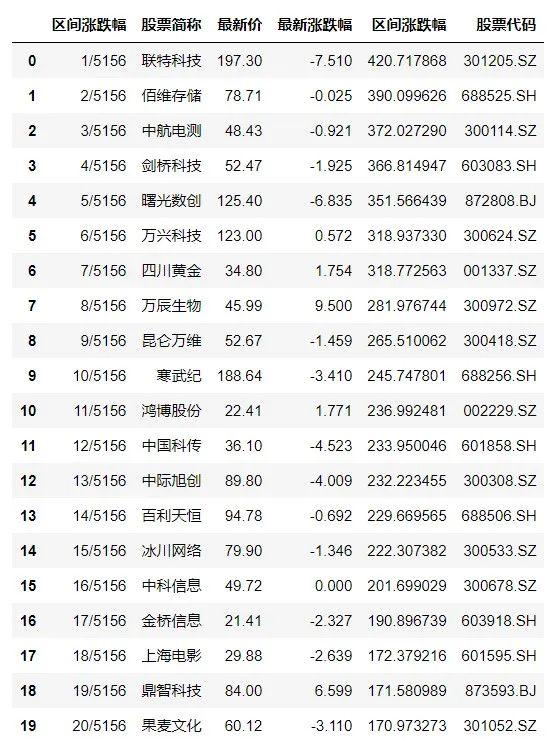 区间涨跌幅 股票简称 最新价 最新涨跌幅 区间涨跌幅 股票代码
0 1/5156 联特科技 197.30 -7.510 420.717868 301205.SZ
1 2/5156 佰维存储 78.71 -0.025 390.099626 688525.SH
2 3/5156 中航电测 48.43 -0.921 372.027290 300114.SZ
3 4/5156 剑桥科技 52.47 -1.925 366.814947 603083.SH
4 5/5156 曙光数创 125.40 -6.835 351.566439 872808.BJ
5 6/5156 万兴科技 123.00 0.572 318.937330 300624.SZ
6 7/5156 四川黄金 34.80 1.754 318.772563 001337.SZ
7 8/5156 万辰生物 45.99 9.500 281.976744 300972.SZ
8 9/5156 昆仑万维 52.67 -1.459 265.510062 300418.SZ
9 10/5156 寒武纪 188.64 -3.410 245.747801 688256.SH
10 11/5156 鸿博股份 22.41 1.771 236.992481 002229.SZ
11 12/5156 中国科传 36.10 -4.523 233.950046 601858.SH
12 13/5156 中际旭创 89.80 -4.009 232.223455 300308.SZ
13 14/5156 百利天恒 94.78 -0.692 229.669565 688506.SH
14 15/5156 冰川网络 79.90 -1.346 222.307382 300533.SZ
15 16/5156 中科信息 49.72 0.000 201.699029 300678.SZ
16 17/5156 金桥信息 21.41 -2.327 190.896739 603918.SH
17 18/5156 上海电影 29.88 -2.639 172.379216 601595.SH
18 19/5156 鼎智科技 84.00 6.599 171.580989 873593.BJ
19 20/5156 果麦文化 60.12 -3.110 170.973273 301052.SZ